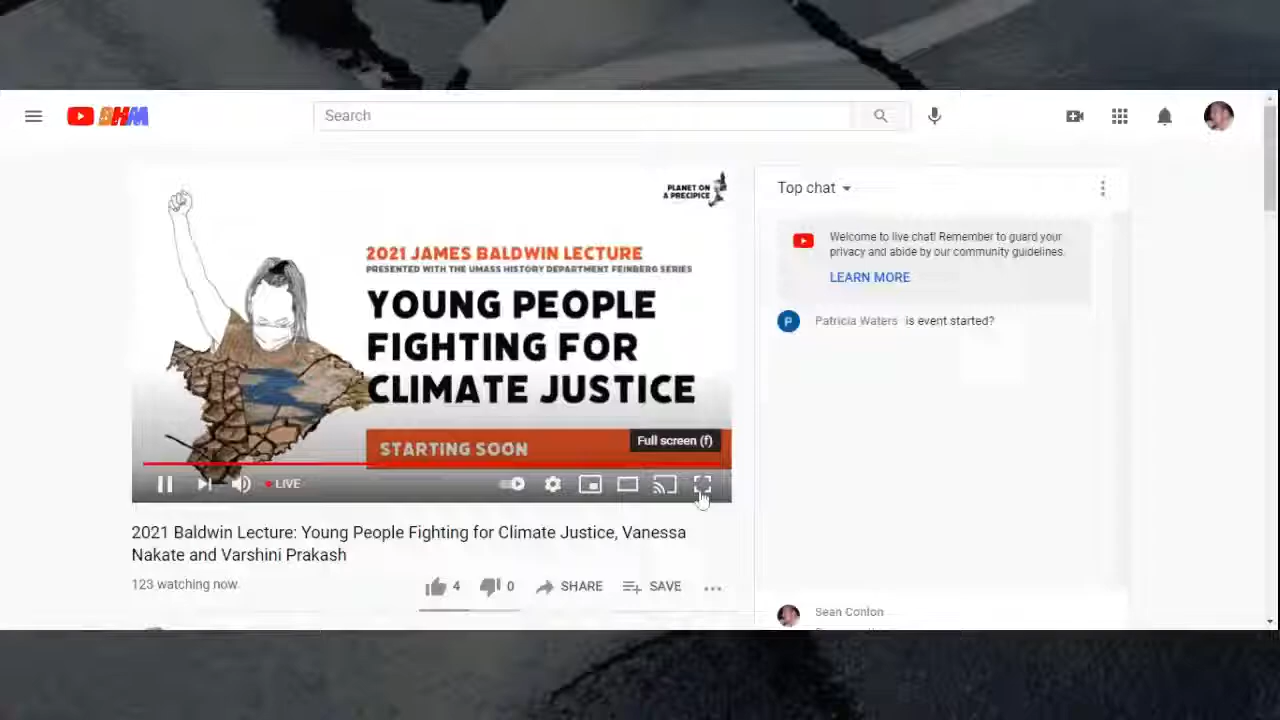 BHM
Search
PLANET ON
A PRECIPICE
2021 JAMES BALDWIN LECTURE
PRESENTED WITH THE UMASS HISTORY DEPARTMENT FEINBERG SERIES
YOUNG PEOPLE
FIGHTING FOR
CLIMATE JUSTICE
STARTING SOON
Full screen (f)
LIVE
2021 Baldwin Lecture: Young People Fighting for Climate Justice, Vanessa
Nakate and Varshini Prakash
123 watching now
4
0
SHARE
SAVE
Top chat
Welcome to live chat! Remember to guard your
privacy and abide by our community guidelines.
LEARN MORE
P
Patricia Waters is event started?
Sean Conlon